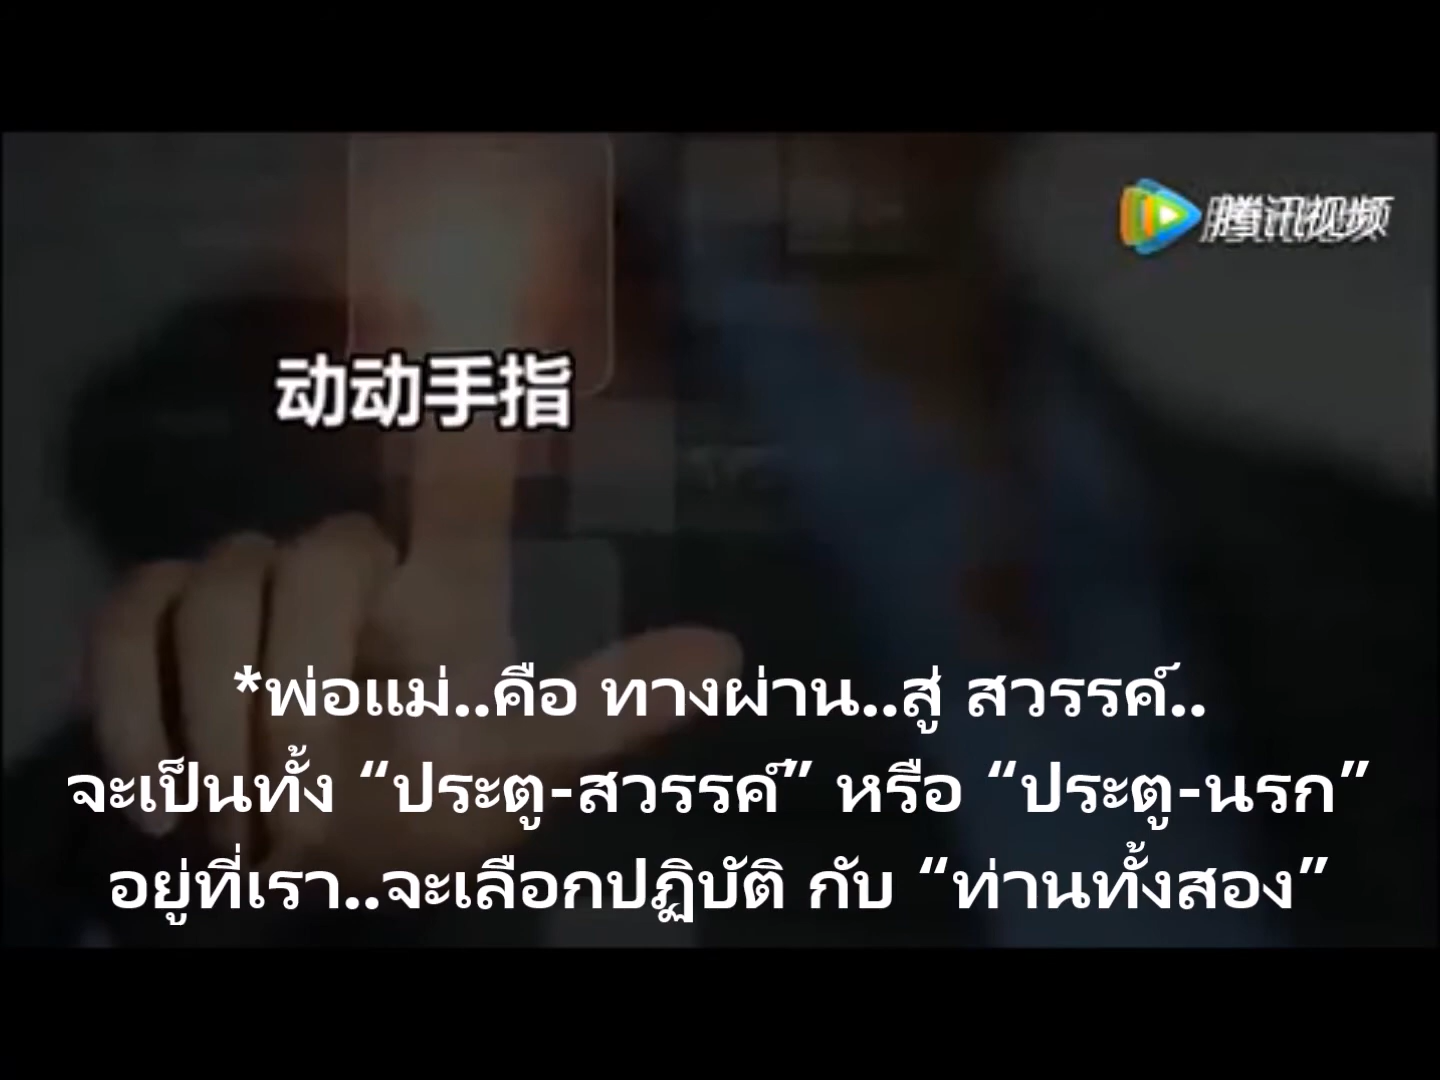 腾讯视频
动动手指
*พ่อแม่..คือ ทางผ่าน..สู่ สวรรค์..
จะเป็นทั้ง “ประตู-สวรรค์” หรือ “ประตู-นรก”
อยู่ที่เรา..จะเลือกปฏิบัติ กับ “ท่านทั้งสอง”